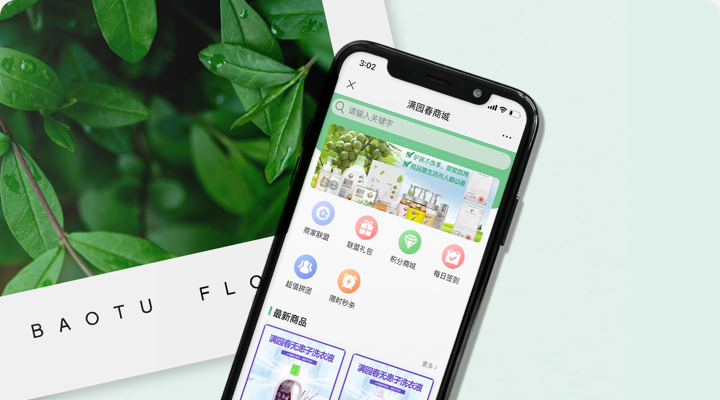 3:02
满园春商城
请输入关键字
商家联盟
联盟礼包
积分商城
每日签到
超值拼团
限时秒杀
最新商品
更多
满园春无患子洗衣液
满园春无患子洗衣液
BAOTU FLO